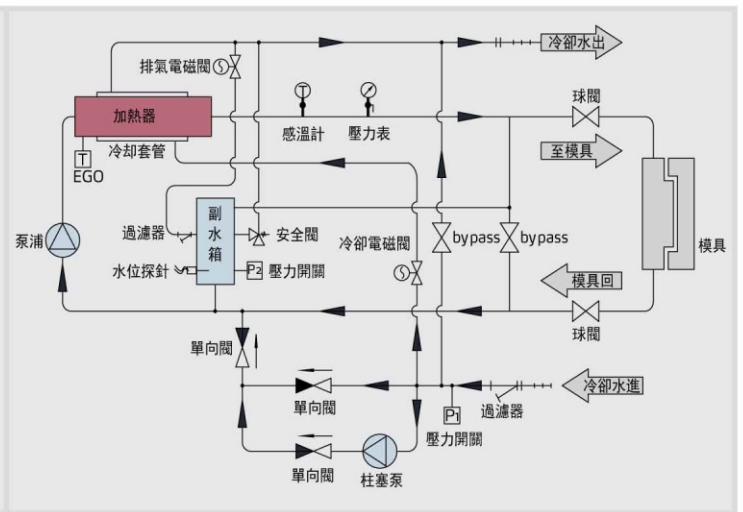 冷卻水出
排氣電磁閥
球閥
加熱器
感溫計
壓力表
至模具
冷却套管
T
EGO
副水箱
泵浦
過濾器
安全閥
冷卻電磁閥
bypass
bypass
模具
水位探針
P2
壓力開關
模具回
球閥
單向閥
冷卻水進
單向閥
過濾器
P1
壓力開關
單向閥
柱塞泵